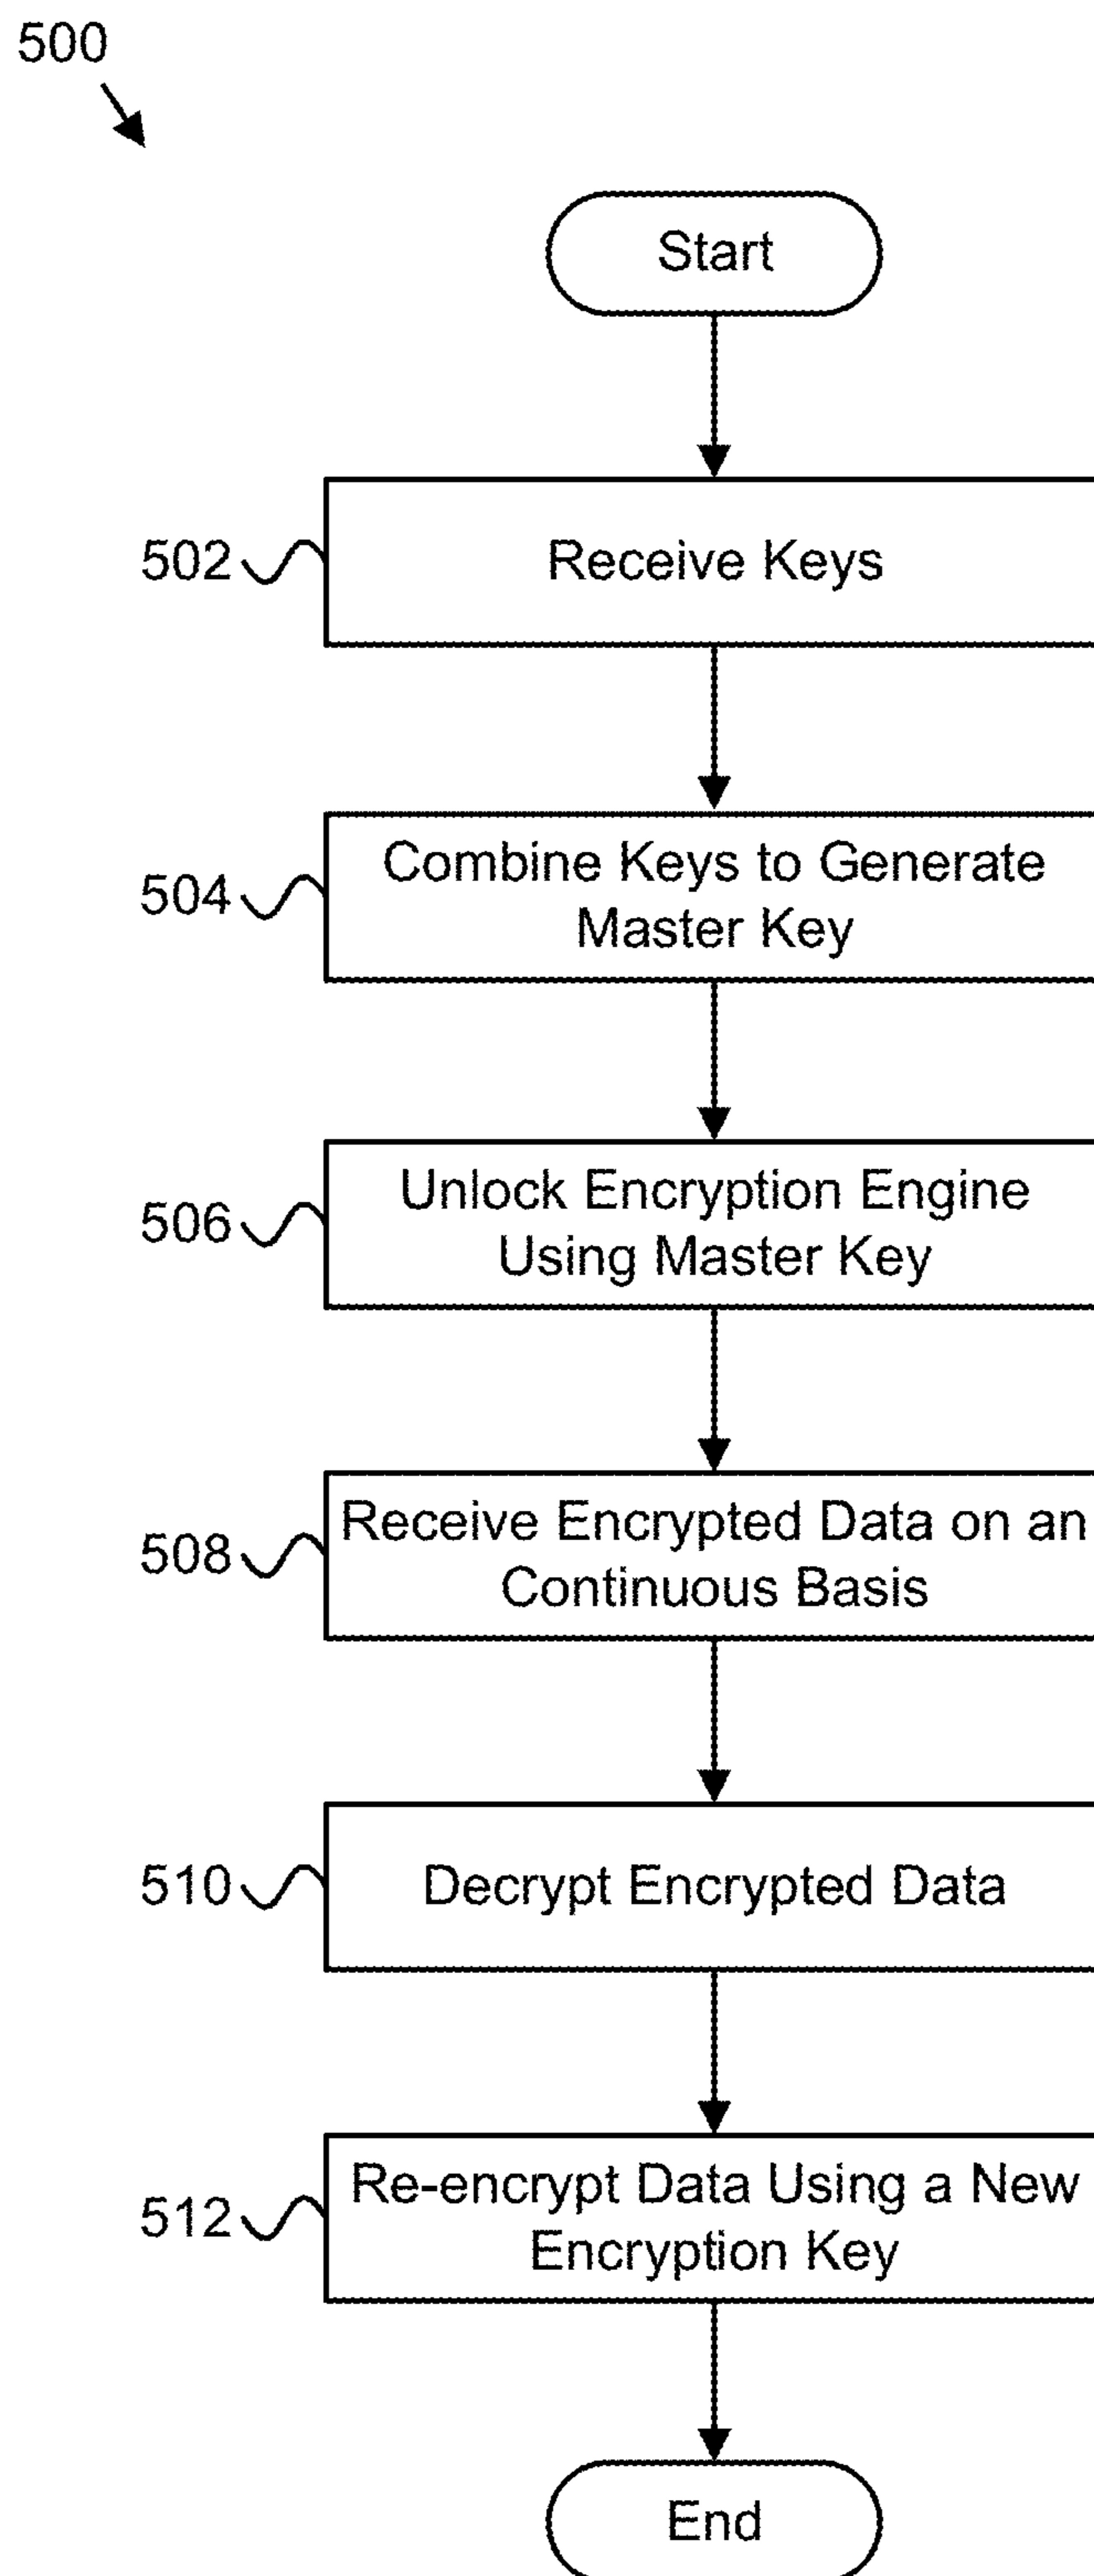 500
Start
502
Receive Keys
504
Combine Keys to Generate
Master Key
506
Unlock Encryption Engine
Using Master Key
508
Receive Encrypted Data on an
Continuous Basis
510
Decrypt Encrypted Data
512
Re-encrypt Data Using a New
Encryption Key
End